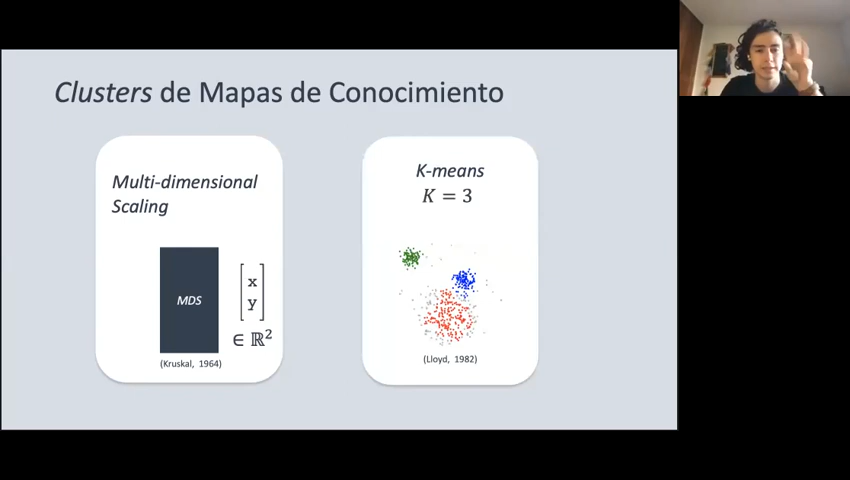 Clusters de Mapas de Conocimiento
Multi-dimensional
Scaling
MDS
x
y
∈ ℝ²
(Kruskal, 1964)
K-means
K = 3
(Lloyd, 1982)